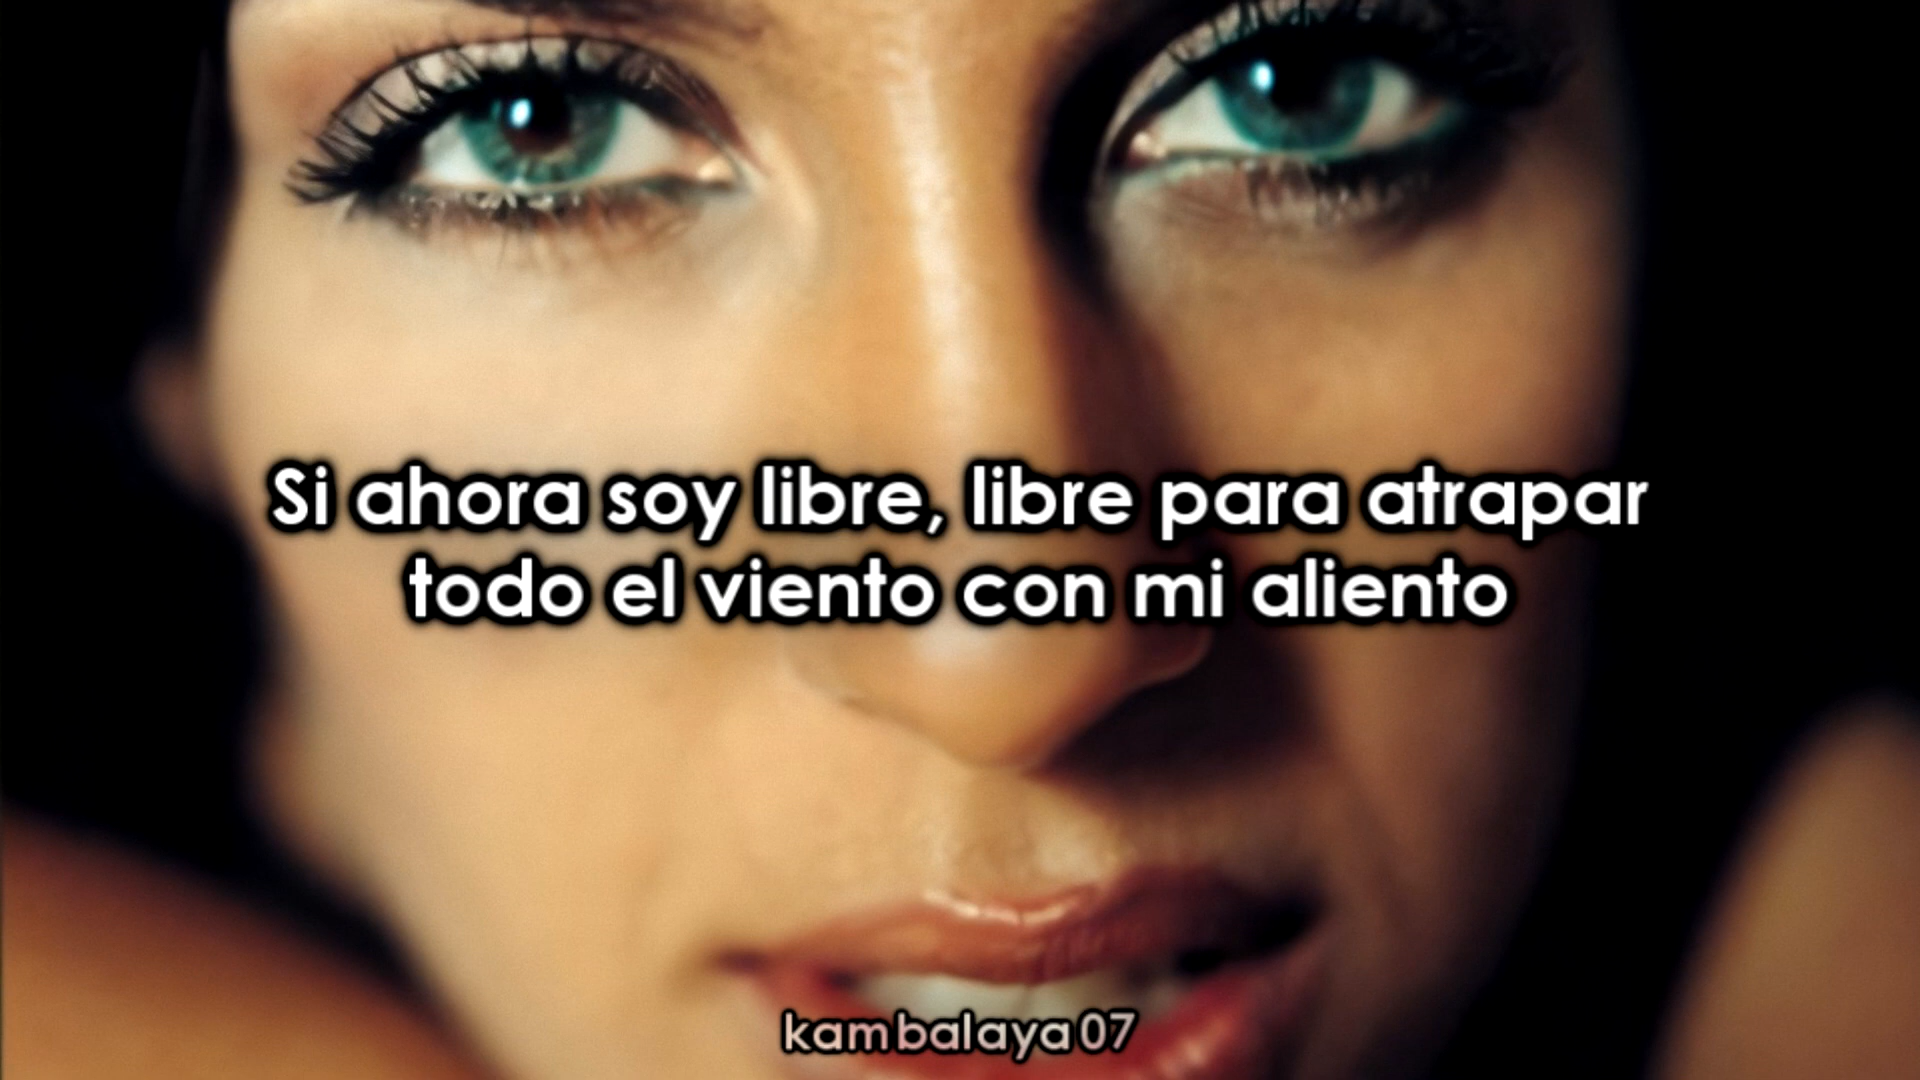 Si ahora soy libre, libre para atrapar
todo el viento con mi aliento
kambalaya07